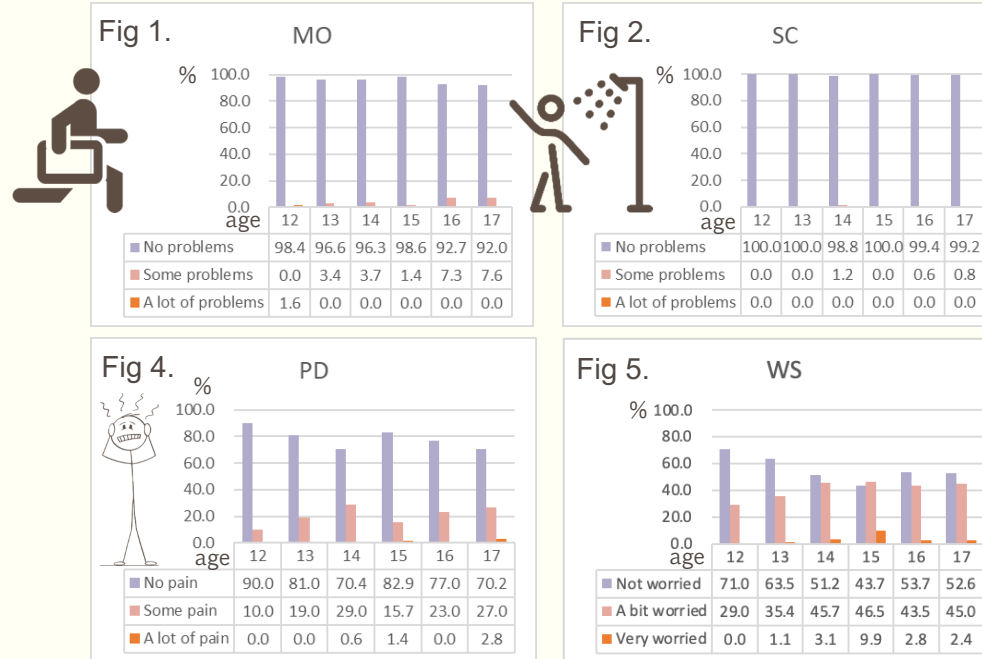 Fig 1.
MO
%
100.0
80.0
60.0
40.0
20.0
0.0
age 12 13 14 15 16 17
No problems 98.4 96.6 96.3 98.6 92.7 92.0
Some problems 0.0 3.4 3.7 1.4 7.3 7.6
A lot of problems 1.6 0.0 0.0 0.0 0.0 0.0
Fig 2.
SC
%
100.0
80.0
60.0
40.0
20.0
0.0
age 12 13 14 15 16 17
No problems 100.0 100.0 98.8 100.0 99.4 99.2
Some problems 0.0 0.0 1.2 0.0 0.6 0.8
A lot of problems 0.0 0.0 0.0 0.0 0.0 0.0
Fig 4.
PD
%
100.0
80.0
60.0
40.0
20.0
0.0
age 12 13 14 15 16 17
No pain 90.0 81.0 70.4 82.9 77.0 70.2
Some pain 10.0 19.0 29.0 15.7 23.0 27.0
A lot of pain 0.0 0.0 0.6 1.4 0.0 2.8
Fig 5.
WS
%
100.0
80.0
60.0
40.0
20.0
0.0
age 12 13 14 15 16 17
Not worried 71.0 63.5 51.2 43.7 53.7 52.6
A bit worried 29.0 35.4 45.7 46.5 43.5 45.0
Very worried 0.0 1.1 3.1 9.9 2.8 2.4